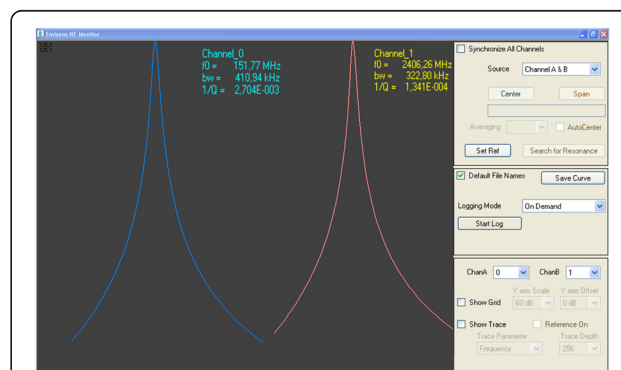 Emisens RF Monitor
Channel_0
f0 = 151,77 MHz
bw = 410,94 kHz
1/Q = 2,704E-003
Channel_1
f0 = 2406,26 MHz
bw = 322,80 kHz
1/Q = 1,341E-004
Synchronize All Channels
Source Channel A & B
Center Span
Averaging AutoCenter
Set Ref Search for Resonance
Default File Names Save Curve
Logging Mode On Demand
Start Log
ChanA 0 ChanB 1
Y axis Scale Y axis Offset
Show Grid 60 dB 0 dB
Show Trace Reference On
Trace Parameter Trace Depth
Frequency 256